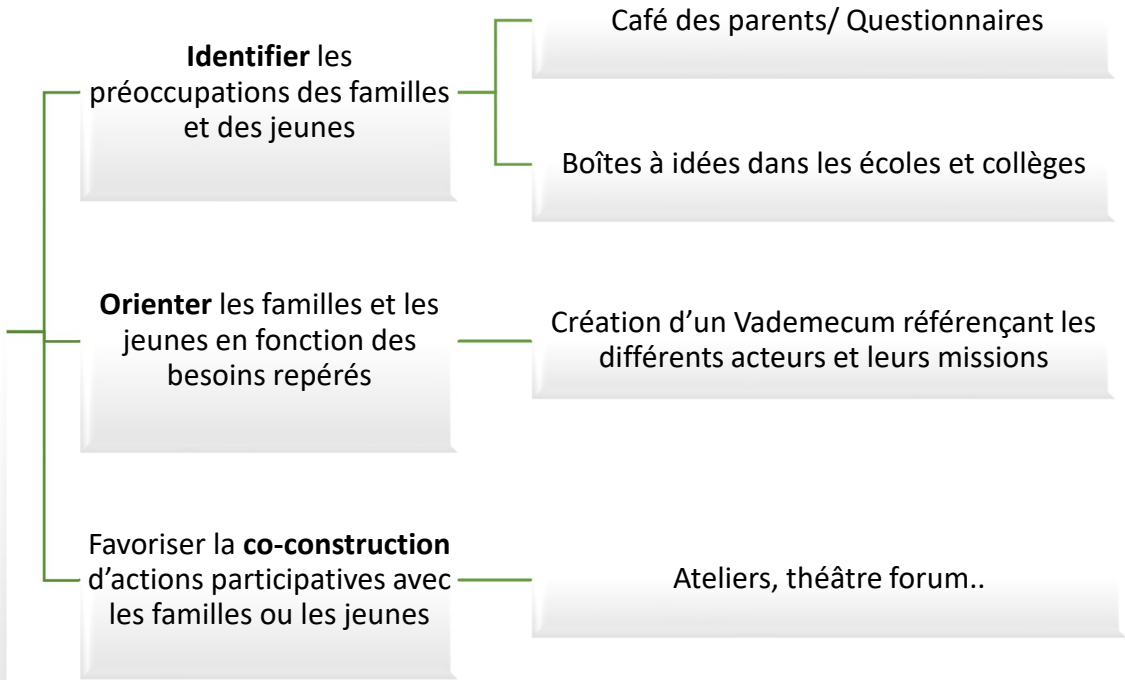 Identifier les
préoccupations des familles
et des jeunes
Café des parents/ Questionnaires
Boîtes à idées dans les écoles et collèges
Orienter les familles et les
jeunes en fonction des
besoins repérés
Création d’un Vademecum référençant les
différents acteurs et leurs missions
Favoriser la co-construction
d’actions participatives avec
les familles ou les jeunes
Ateliers, théâtre forum..